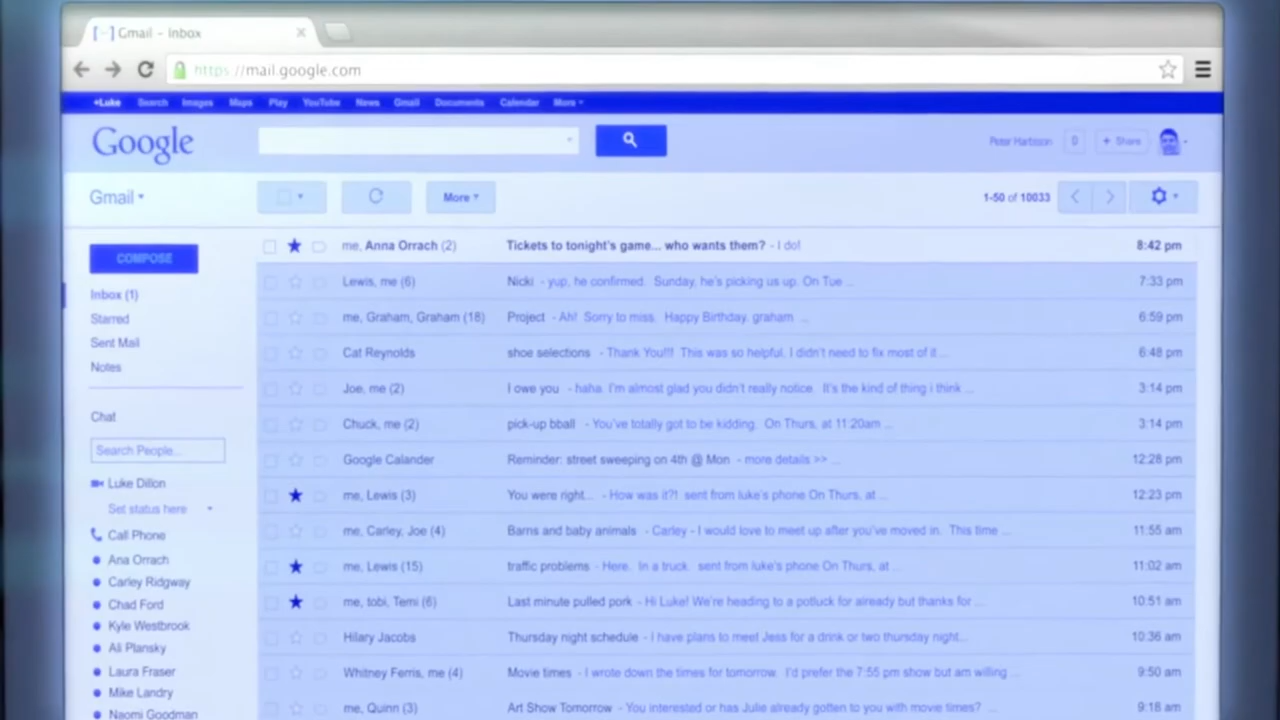 Gmail - Inbox
https://mail.google.com
+Luke Search Images Maps Play YouTube News Gmail Documents Calendar More
Google
Peter Harbsson 0 + Share
Gmail More 1-50 of 10033
COMPOSE
Inbox (1)
Starred
Sent Mail
Notes
Chat
Search People...
Luke Dillon
Set status here
Call Phone
Ana Orrach
Carley Ridgway
Chad Ford
Kyle Westbrook
Ali Plansky
Laura Fraser
Mike Landry
Naomi Goodman
me, Anna Orrach (2) Tickets to tonight's game... who wants them? - I do! 8:42 pm
Lewis, me (6) Nicki - yup, he confirmed. Sunday, he's picking us up. On Tue ... 7:33 pm
me, Graham, Graham (18) Project - Ah! Sorry to miss. Happy Birthday, graham ... 6:59 pm
Cat Reynolds shoe selections - Thank You!!! This was so helpful, I didn't need to fix most of it ... 6:48 pm
Joe, me (2) I owe you - haha. I'm almost glad you didn't really notice. It's the kind of thing i think ... 3:14 pm
Chuck, me (2) pick-up bball - You've totally got to be kidding. On Thurs, at 11:20am ... 3:14 pm
Google Calander Reminder: street sweeping on 4th @ Mon - more details >> ... 12:28 pm
me, Lewis (3) You were right... - How was it?! sent from luke's phone On Thurs, at ... 12:23 pm
me, Carley, Joe (4) Barns and baby animals - Carley - I would love to meet up after you've moved in. This time ... 11:55 am
me, Lewis (15) traffic problems - Here. In a truck. sent from luke's phone On Thurs, at ... 11:02 am
me, tobi, Temi (6) Last minute pulled pork - Hi Luke! We're heading to a potluck for already but thanks for ... 10:51 am
Hilary Jacobs Thursday night schedule - I have plans to meet Jess for a drink or two thursday night... 10:36 am
Whitney Ferris, me (4) Movie times - I wrote down the times for tomorrow. I'd prefer the 7:55 pm show but am willing ... 9:50 am
me, Quinn (3) Art Show Tomorrow - You interested or has Julie already gotten to you with movie times? ... 9:18 am